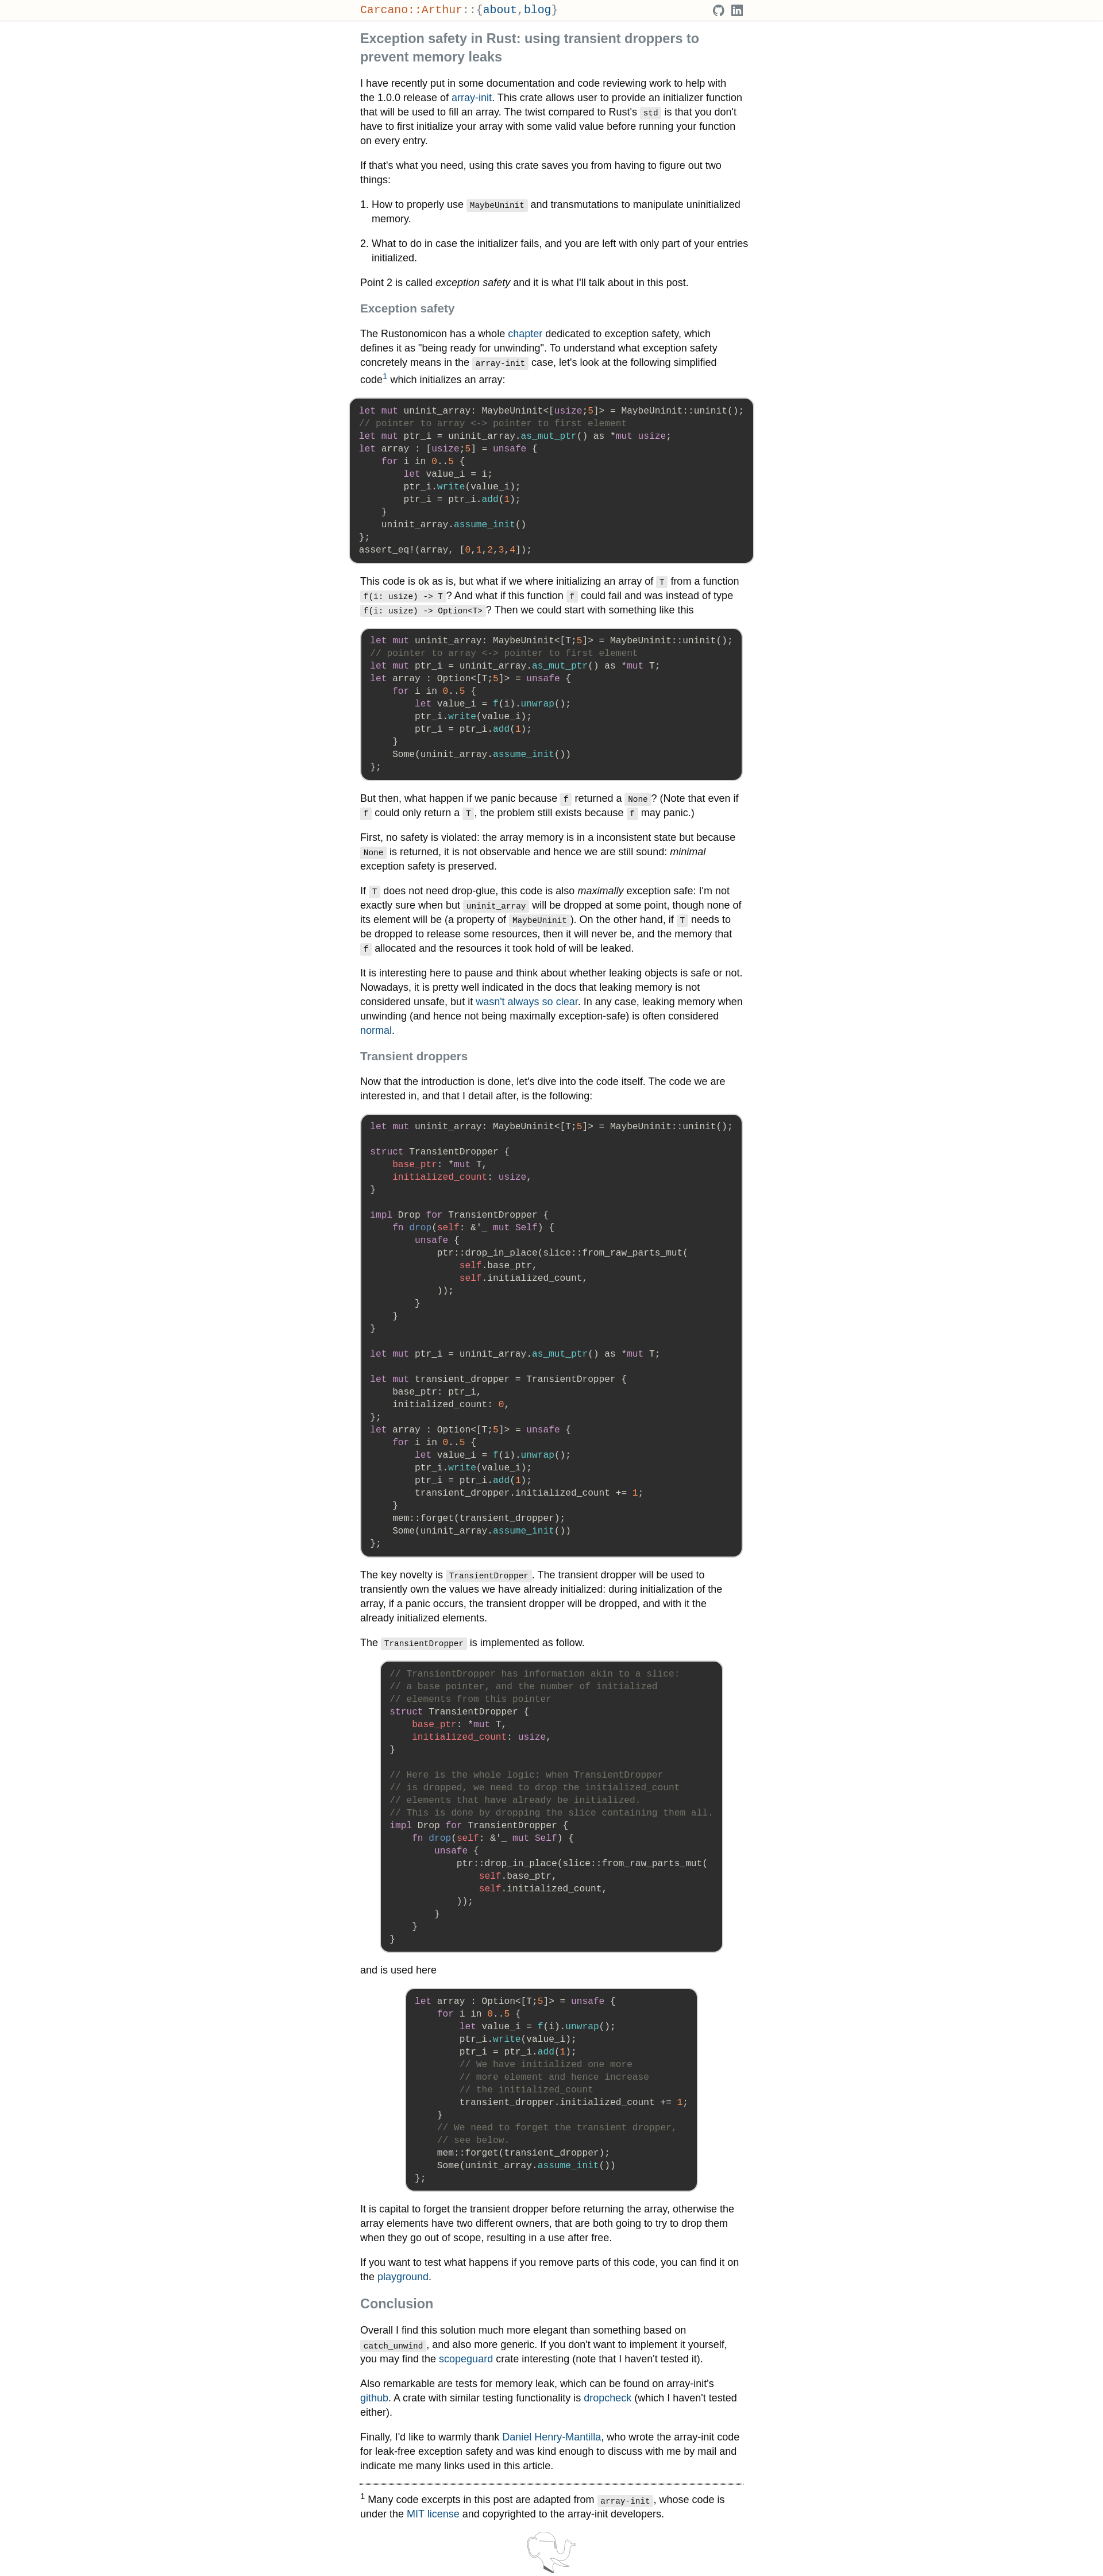 Carcano::Arthur::{about,blog}
Exception safety in Rust: using transient droppers to
prevent memory leaks
I have recently put in some documentation and code reviewing work to help with
the 1.0.0 release of array-init. This crate allows user to provide an initializer function
that will be used to fill an array. The twist compared to Rust's std is that you don't
have to first initialize your array with some valid value before running your function
on every entry.
If that's what you need, using this crate saves you from having to figure out two
things:
1. How to properly use MaybeUninit and transmutations to manipulate uninitialized
memory.
2. What to do in case the initializer fails, and you are left with only part of your entries
initialized.
Point 2 is called exception safety and it is what I'll talk about in this post.
Exception safety
The Rustonomicon has a whole chapter dedicated to exception safety, which
defines it as "being ready for unwinding". To understand what exception safety
concretely means in the array-init case, let's look at the following simplified
code1 which initializes an array:
let mut uninit_array: MaybeUninit<[usize;5]> = MaybeUninit::uninit();
// pointer to array <-> pointer to first element
let mut ptr_i = uninit_array.as_mut_ptr() as *mut usize;
let array : [usize;5] = unsafe {
    for i in 0..5 {
        let value_i = i;
        ptr_i.write(value_i);
        ptr_i = ptr_i.add(1);
    }
    uninit_array.assume_init()
};
assert_eq!(array, [0,1,2,3,4]);
This code is ok as is, but what if we where initializing an array of T from a function
f(i: usize) -> T? And what if this function f could fail and was instead of type
f(i: usize) -> Option<T>? Then we could start with something like this
let mut uninit_array: MaybeUninit<[T;5]> = MaybeUninit::uninit();
// pointer to array <-> pointer to first element
let mut ptr_i = uninit_array.as_mut_ptr() as *mut T;
let array : Option<[T;5]> = unsafe {
    for i in 0..5 {
        let value_i = f(i).unwrap();
        ptr_i.write(value_i);
        ptr_i = ptr_i.add(1);
    }
    Some(uninit_array.assume_init())
};
But then, what happen if we panic because f returned a None? (Note that even if
f could only return a T, the problem still exists because f may panic.)
First, no safety is violated: the array memory is in a inconsistent state but because
None is returned, it is not observable and hence we are still sound: minimal
exception safety is preserved.
If T does not need drop-glue, this code is also maximally exception safe: I'm not
exactly sure when but uninit_array will be dropped at some point, though none of
its element will be (a property of MaybeUninit). On the other hand, if T needs to
be dropped to release some resources, then it will never be, and the memory that
f allocated and the resources it took hold of will be leaked.
It is interesting here to pause and think about whether leaking objects is safe or not.
Nowadays, it is pretty well indicated in the docs that leaking memory is not
considered unsafe, but it wasn't always so clear. In any case, leaking memory when
unwinding (and hence not being maximally exception-safe) is often considered
normal.
Transient droppers
Now that the introduction is done, let's dive into the code itself. The code we are
interested in, and that I detail after, is the following:
let mut uninit_array: MaybeUninit<[T;5]> = MaybeUninit::uninit();
struct TransientDropper {
    base_ptr: *mut T,
    initialized_count: usize,
}
impl Drop for TransientDropper {
    fn drop(self: &'_ mut Self) {
        unsafe {
            ptr::drop_in_place(slice::from_raw_parts_mut(
                self.base_ptr,
                self.initialized_count,
            ));
        }
    }
}
let mut ptr_i = uninit_array.as_mut_ptr() as *mut T;
let mut transient_dropper = TransientDropper {
    base_ptr: ptr_i,
    initialized_count: 0,
};
let array : Option<[T;5]> = unsafe {
    for i in 0..5 {
        let value_i = f(i).unwrap();
        ptr_i.write(value_i);
        ptr_i = ptr_i.add(1);
        transient_dropper.initialized_count += 1;
    }
    mem::forget(transient_dropper);
    Some(uninit_array.assume_init())
};
The key novelty is TransientDropper. The transient dropper will be used to
transiently own the values we have already initialized: during initialization of the
array, if a panic occurs, the transient dropper will be dropped, and with it the
already initialized elements.
The TransientDropper is implemented as follow.
// TransientDropper has information akin to a slice:
// a base pointer, and the number of initialized
// elements from this pointer
struct TransientDropper {
    base_ptr: *mut T,
    initialized_count: usize,
}
// Here is the whole logic: when TransientDropper
// is dropped, we need to drop the initialized_count
// elements that have already be initialized.
// This is done by dropping the slice containing them all.
impl Drop for TransientDropper {
    fn drop(self: &'_ mut Self) {
        unsafe {
            ptr::drop_in_place(slice::from_raw_parts_mut(
                self.base_ptr,
                self.initialized_count,
            ));
        }
    }
}
and is used here
let array : Option<[T;5]> = unsafe {
    for i in 0..5 {
        let value_i = f(i).unwrap();
        ptr_i.write(value_i);
        ptr_i = ptr_i.add(1);
        // We have initialized one more
        // more element and hence increase
        // the initialized_count
        transient_dropper.initialized_count += 1;
    }
    // We need to forget the transient dropper,
    // see below.
    mem::forget(transient_dropper);
    Some(uninit_array.assume_init())
};
It is capital to forget the transient dropper before returning the array, otherwise the
array elements have two different owners, that are both going to try to drop them
when they go out of scope, resulting in a use after free.
If you want to test what happens if you remove parts of this code, you can find it on
the playground.
Conclusion
Overall I find this solution much more elegant than something based on
catch_unwind, and also more generic. If you don't want to implement it yourself,
you may find the scopeguard crate interesting (note that I haven't tested it).
Also remarkable are tests for memory leak, which can be found on array-init's
github. A crate with similar testing functionality is dropcheck (which I haven't tested
either).
Finally, I'd like to warmly thank Daniel Henry-Mantilla, who wrote the array-init code
for leak-free exception safety and was kind enough to discuss with me by mail and
indicate me many links used in this article.
1 Many code excerpts in this post are adapted from array-init, whose code is
under the MIT license and copyrighted to the array-init developers.